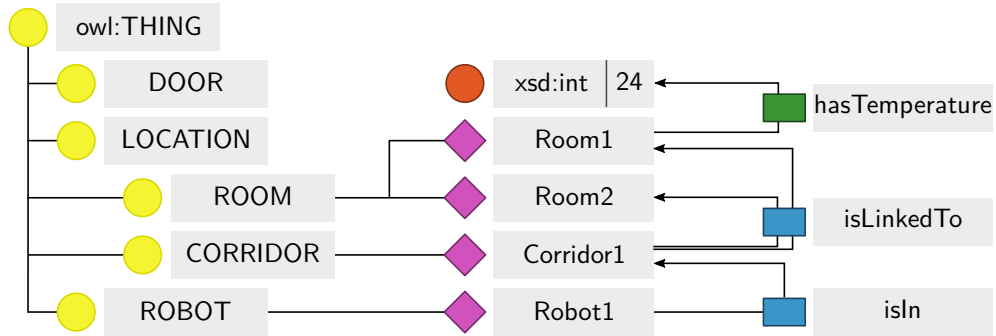 owl:THING
DOOR
xsd:int 24
hasTemperature
LOCATION
Room1
ROOM
Room2
isLinkedTo
CORRIDOR
Corridor1
ROBOT
Robot1
isIn